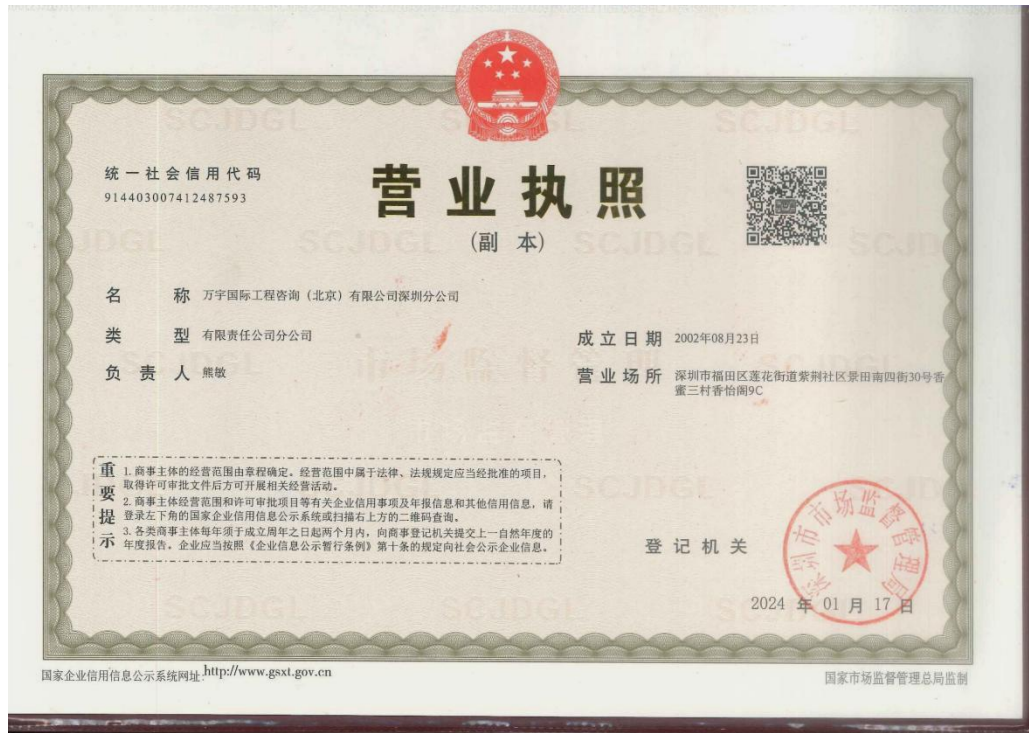 统一社会信用代码
914403007412487593
营业执照
（副 本）
名 称 万宇国际工程咨询（北京）有限公司深圳分公司
类 型 有限责任公司分公司
负责人 熊敏
成立日期 2002年08月23日
营业场所 深圳市福田区莲花街道紫荆社区景田南四街30号香
蜜三村香怡阁9C
重要提示
1. 商事主体的经营范围由章程确定。经营范围中属于法律、法规规定应当经批准的项目，
取得许可审批文件后方可开展相关经营活动。
2. 商事主体经营范围和许可审批项目等有关企业信用事项及年报信息和其他信用信息，请
登录左下角的国家企业信用信息公示系统或扫描右上方的二维码查询。
3. 各类商事主体每年须于成立周年之日起两个月内，向商事登记机关提交上一自然年度的
年度报告。企业应当按照《企业信息公示暂行条例》第十条的规定向社会公示企业信息。
登记机关
深圳市市场监督管理局
2024 年 01 月 17 日
国家企业信用信息公示系统网址:http://www.gsxt.gov.cn
国家市场监督管理总局监制
SCJDGL